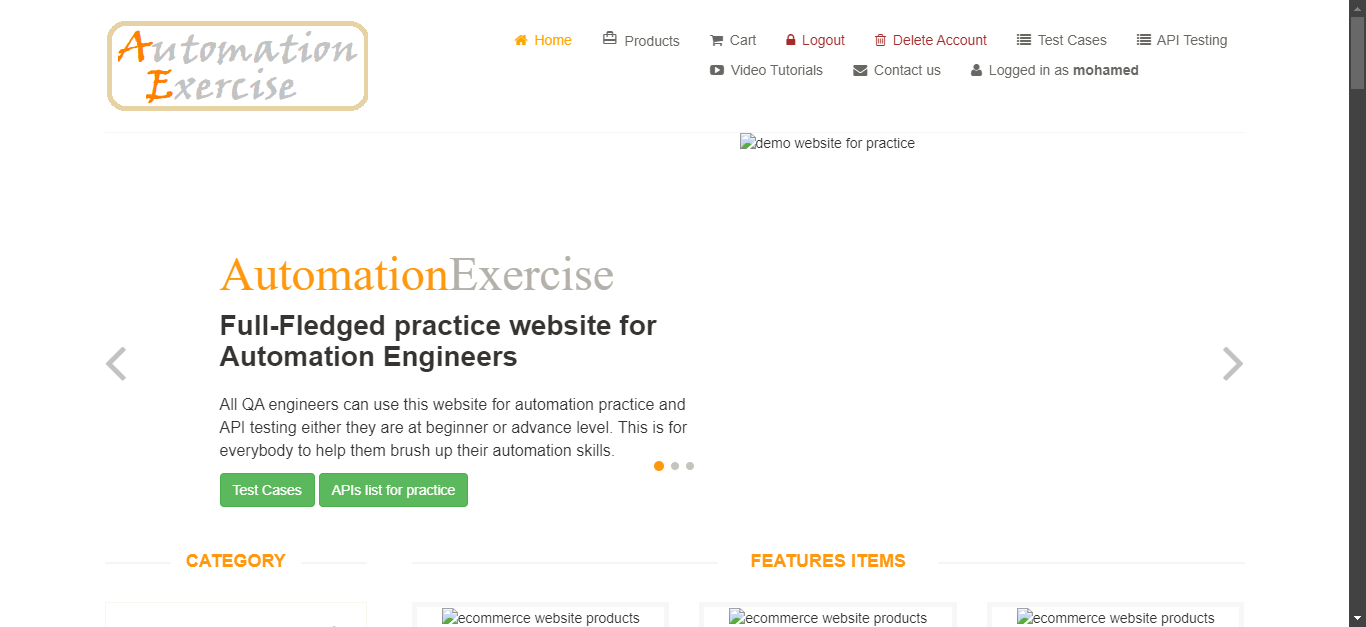 Automation
Exercise
Home Products Cart Logout Delete Account Test Cases API Testing
Video Tutorials Contact us Logged in as mohamed
demo website for practice
AutomationExercise
Full-Fledged practice website for
Automation Engineers
All QA engineers can use this website for automation practice and
API testing either they are at beginner or advance level. This is for
everybody to help them brush up their automation skills.
Test Cases APIs list for practice
CATEGORY FEATURES ITEMS
ecommerce website products ecommerce website products ecommerce website products